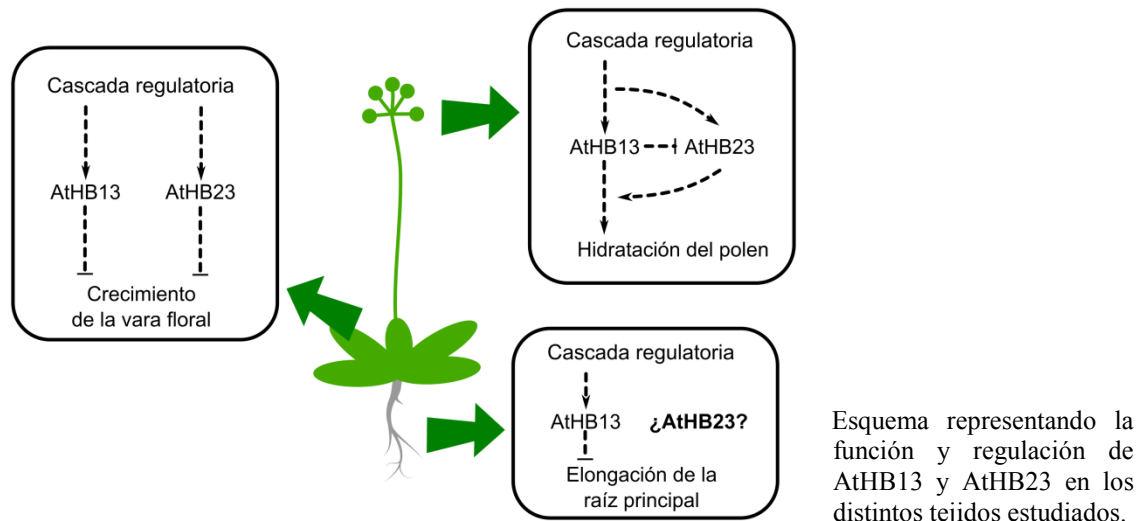 Cascada regulatoria
AtHB13 AtHB23
Crecimiento
de la vara floral
Cascada regulatoria
AtHB13 AtHB23
Hidratación del polen
Cascada regulatoria
AtHB13 ¿AtHB23?
Elongación de la
raíz principal
Esquema representando la
función y regulación de
AtHB13 y AtHB23 en los
distintos tejidos estudiados.